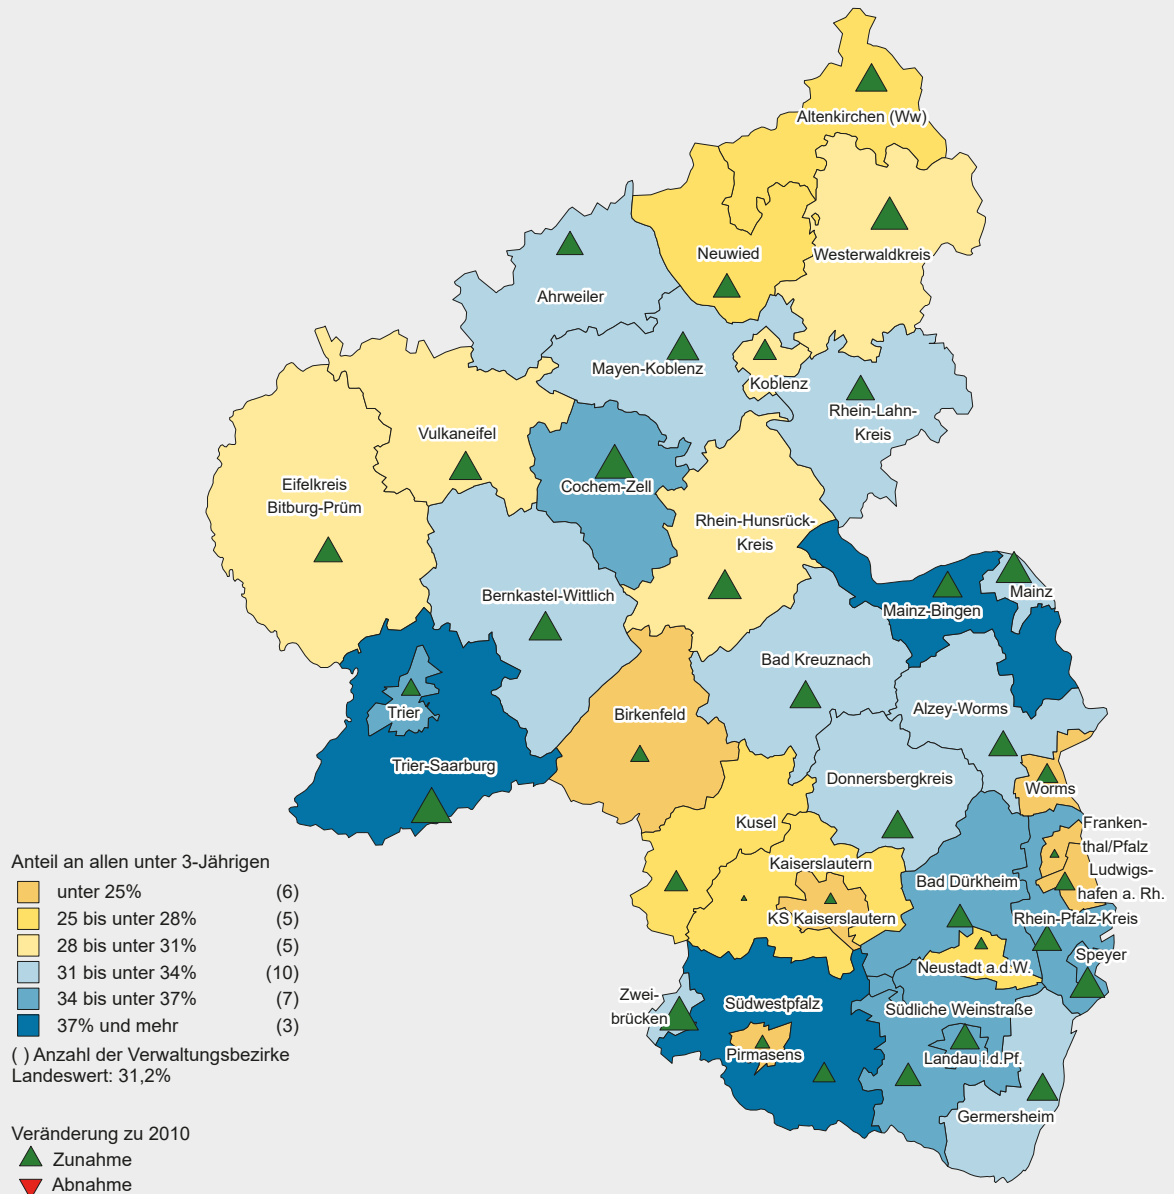 Altenkirchen (Ww)
Neuwied
Westerwaldkreis
Ahrweiler
Mayen-Koblenz
Koblenz
Rhein-Lahn-
Kreis
Vulkaneifel
Eifelkreis
Bitburg-Prüm
Cochem-Zell
Rhein-Hunsrück-
Kreis
Bernkastel-Wittlich
Mainz
Mainz-Bingen
Bad Kreuznach
Alzey-Worms
Trier
Birkenfeld
Trier-Saarburg
Donnersbergkreis
Worms
Kusel
Franken-
thal/Pfalz
Kaiserslautern
Ludwigs-
hafen a. Rh.
Bad Dürkheim
KS Kaiserslautern
Rhein-Pfalz-Kreis
Speyer
Neustadt a.d.W.
Zwei-
brücken
Südwestpfalz
Südliche Weinstraße
Pirmasens
Landau i.d.Pf.
Germersheim
Anteil an allen unter 3-Jährigen
unter 25% (6)
25 bis unter 28% (5)
28 bis unter 31% (5)
31 bis unter 34% (10)
34 bis unter 37% (7)
37% und mehr (3)
( ) Anzahl der Verwaltungsbezirke
Landeswert: 31,2%
Veränderung zu 2010
Zunahme
Abnahme